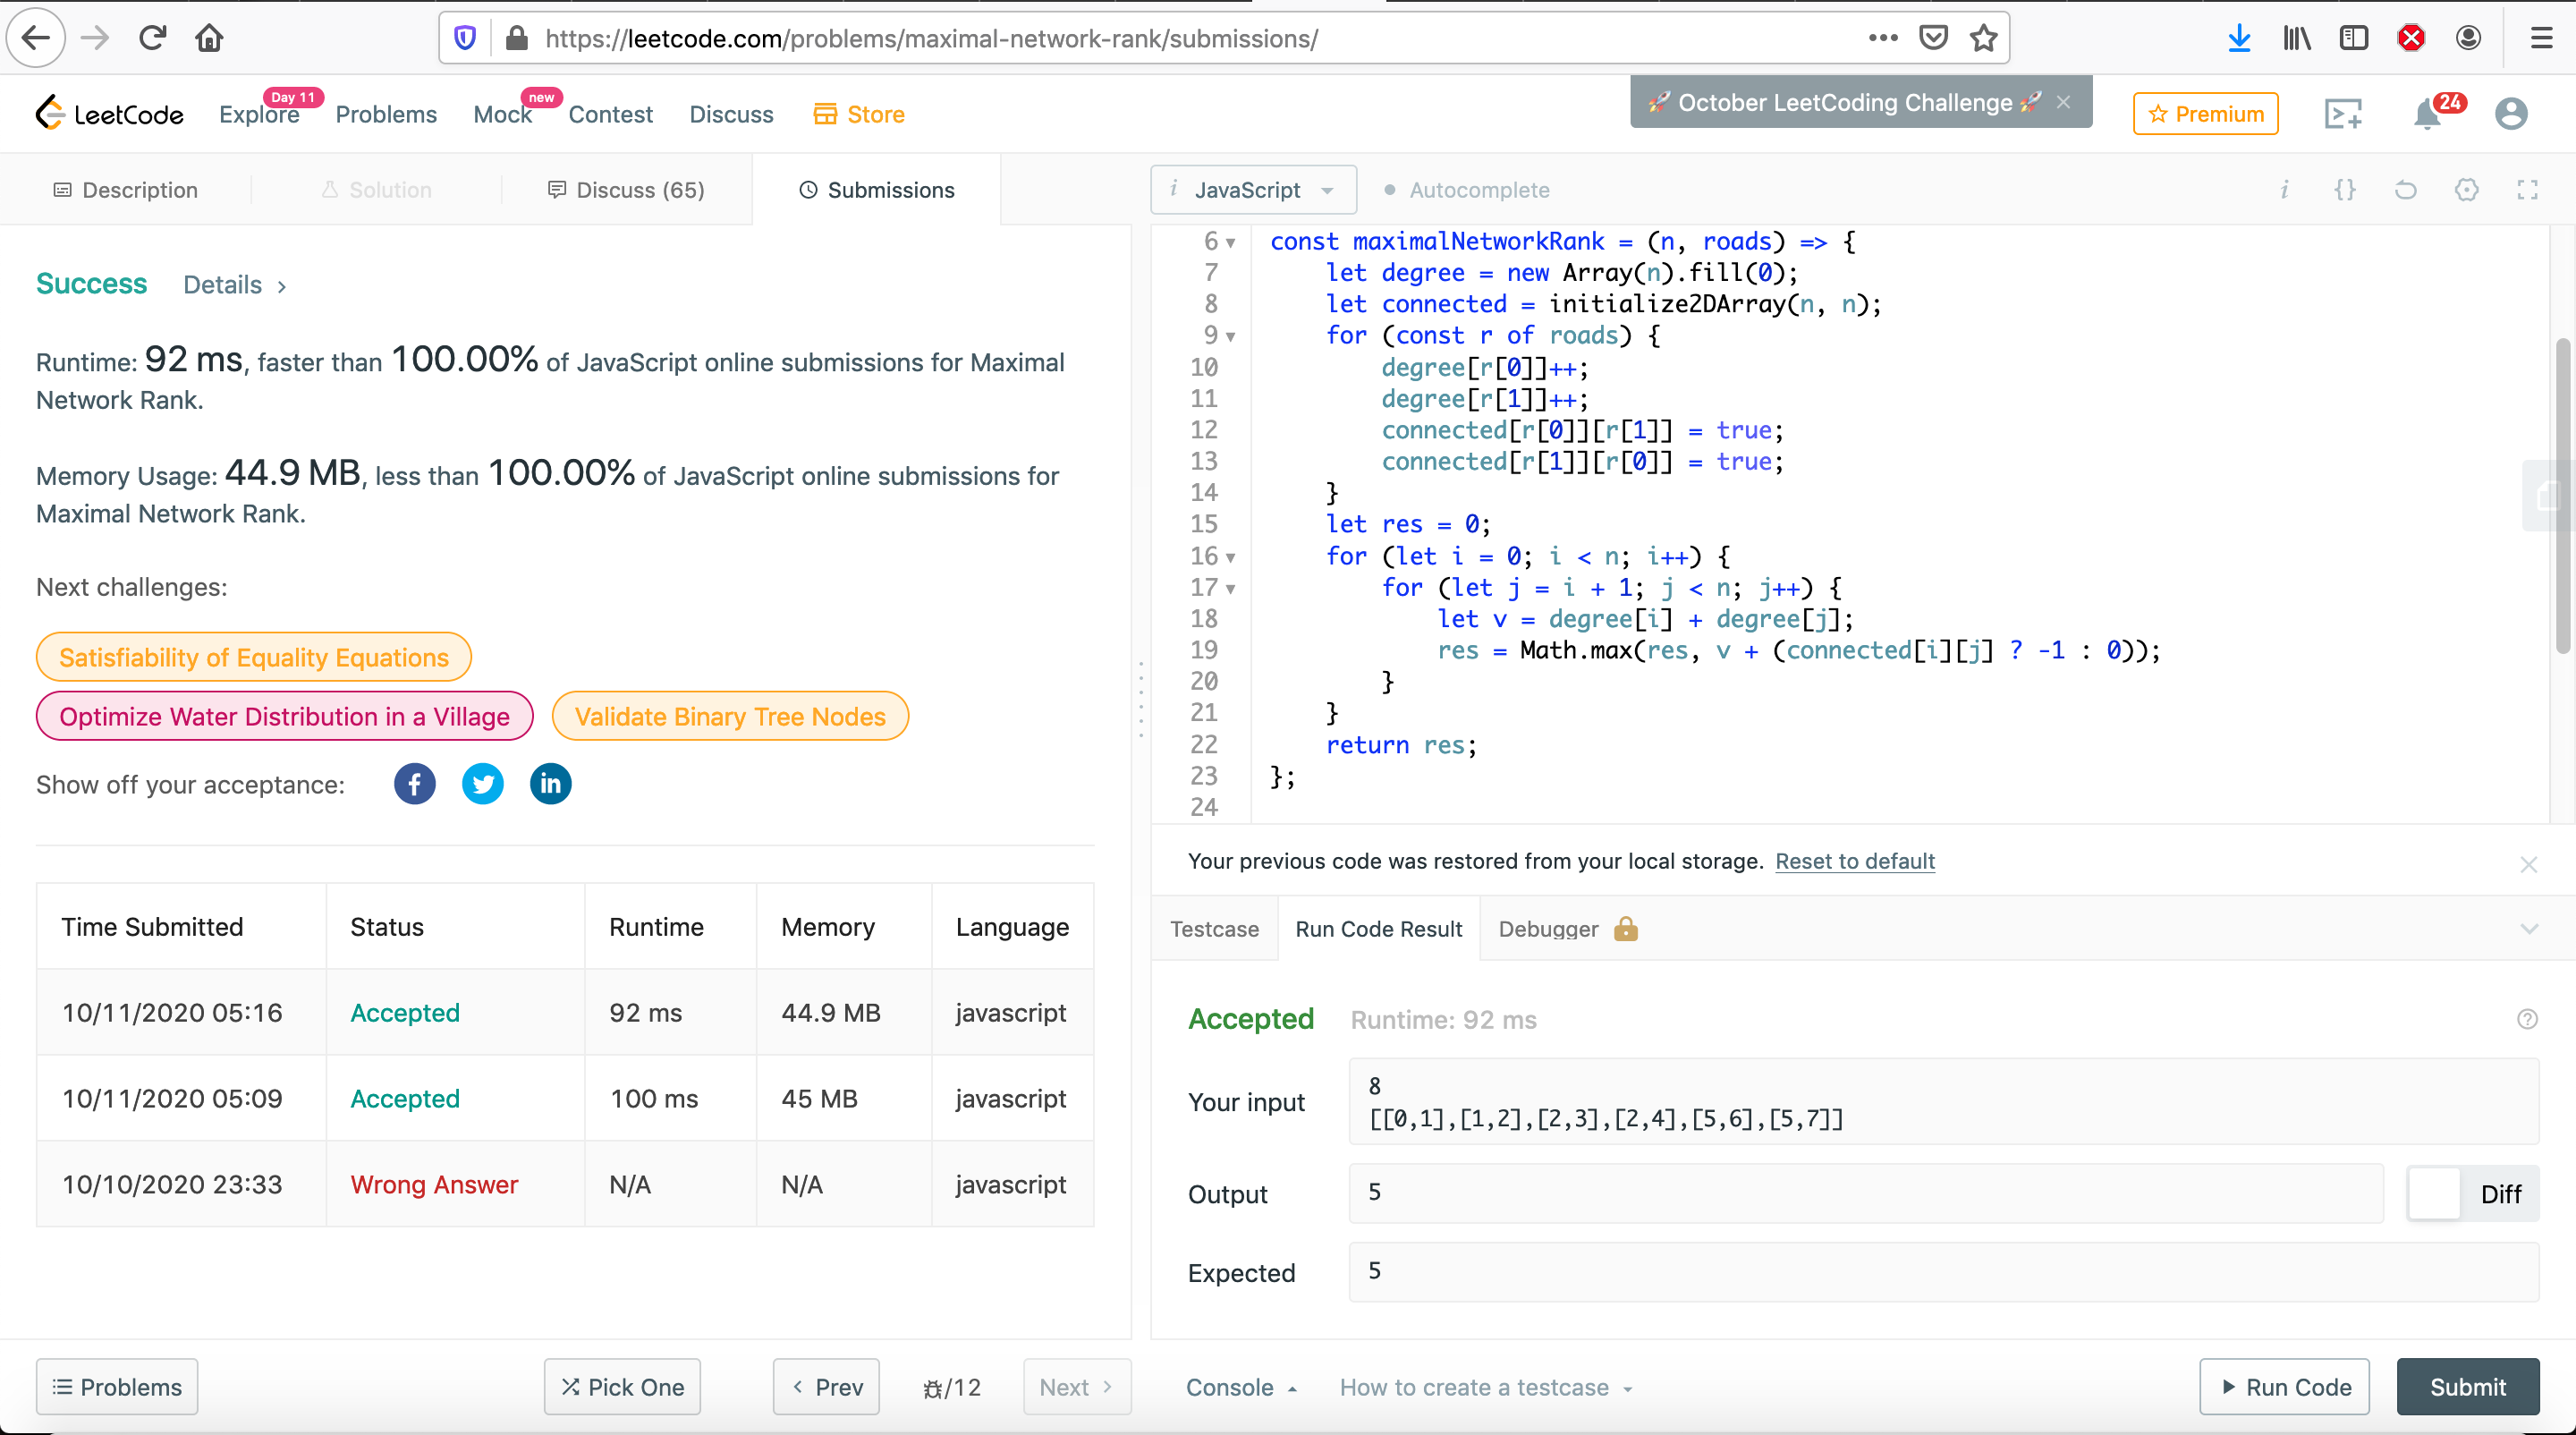 https://leetcode.com/problems/maximal-network-rank/submissions/
LeetCode
Explore
Day 11
Problems
Mock
new
Contest
Discuss
Store
🚀 October LeetCoding Challenge 🚀 ×
Premium
24
Description
Solution
Discuss (65)
Submissions
i JavaScript
Autocomplete
i {}
Success Details >
Runtime: 92 ms, faster than 100.00% of JavaScript online submissions for Maximal
Network Rank.
Memory Usage: 44.9 MB, less than 100.00% of JavaScript online submissions for
Maximal Network Rank.
Next challenges:
Satisfiability of Equality Equations
Optimize Water Distribution in a Village
Validate Binary Tree Nodes
Show off your acceptance:
f
in
Time Submitted Status Runtime Memory Language
10/11/2020 05:16 Accepted 92 ms 44.9 MB javascript
10/11/2020 05:09 Accepted 100 ms 45 MB javascript
10/10/2020 23:33 Wrong Answer N/A N/A javascript
Problems
Pick One
< Prev
/12
Next >
6 const maximalNetworkRank = (n, roads) => {
7 let degree = new Array(n).fill(0);
8 let connected = initialize2DArray(n, n);
9 for (const r of roads) {
10 degree[r[0]]++;
11 degree[r[1]]++;
12 connected[r[0]][r[1]] = true;
13 connected[r[1]][r[0]] = true;
14 }
15 let res = 0;
16 for (let i = 0; i < n; i++) {
17 for (let j = i + 1; j < n; j++) {
18 let v = degree[i] + degree[j];
19 res = Math.max(res, v + (connected[i][j] ? -1 : 0));
20 }
21 }
22 return res;
23 };
24
Your previous code was restored from your local storage. Reset to default
Testcase
Run Code Result
Debugger
Accepted Runtime: 92 ms
Your input
8
[[0,1],[1,2],[2,3],[2,4],[5,6],[5,7]]
Output
5
Diff
Expected
5
Console
How to create a testcase
Run Code
Submit